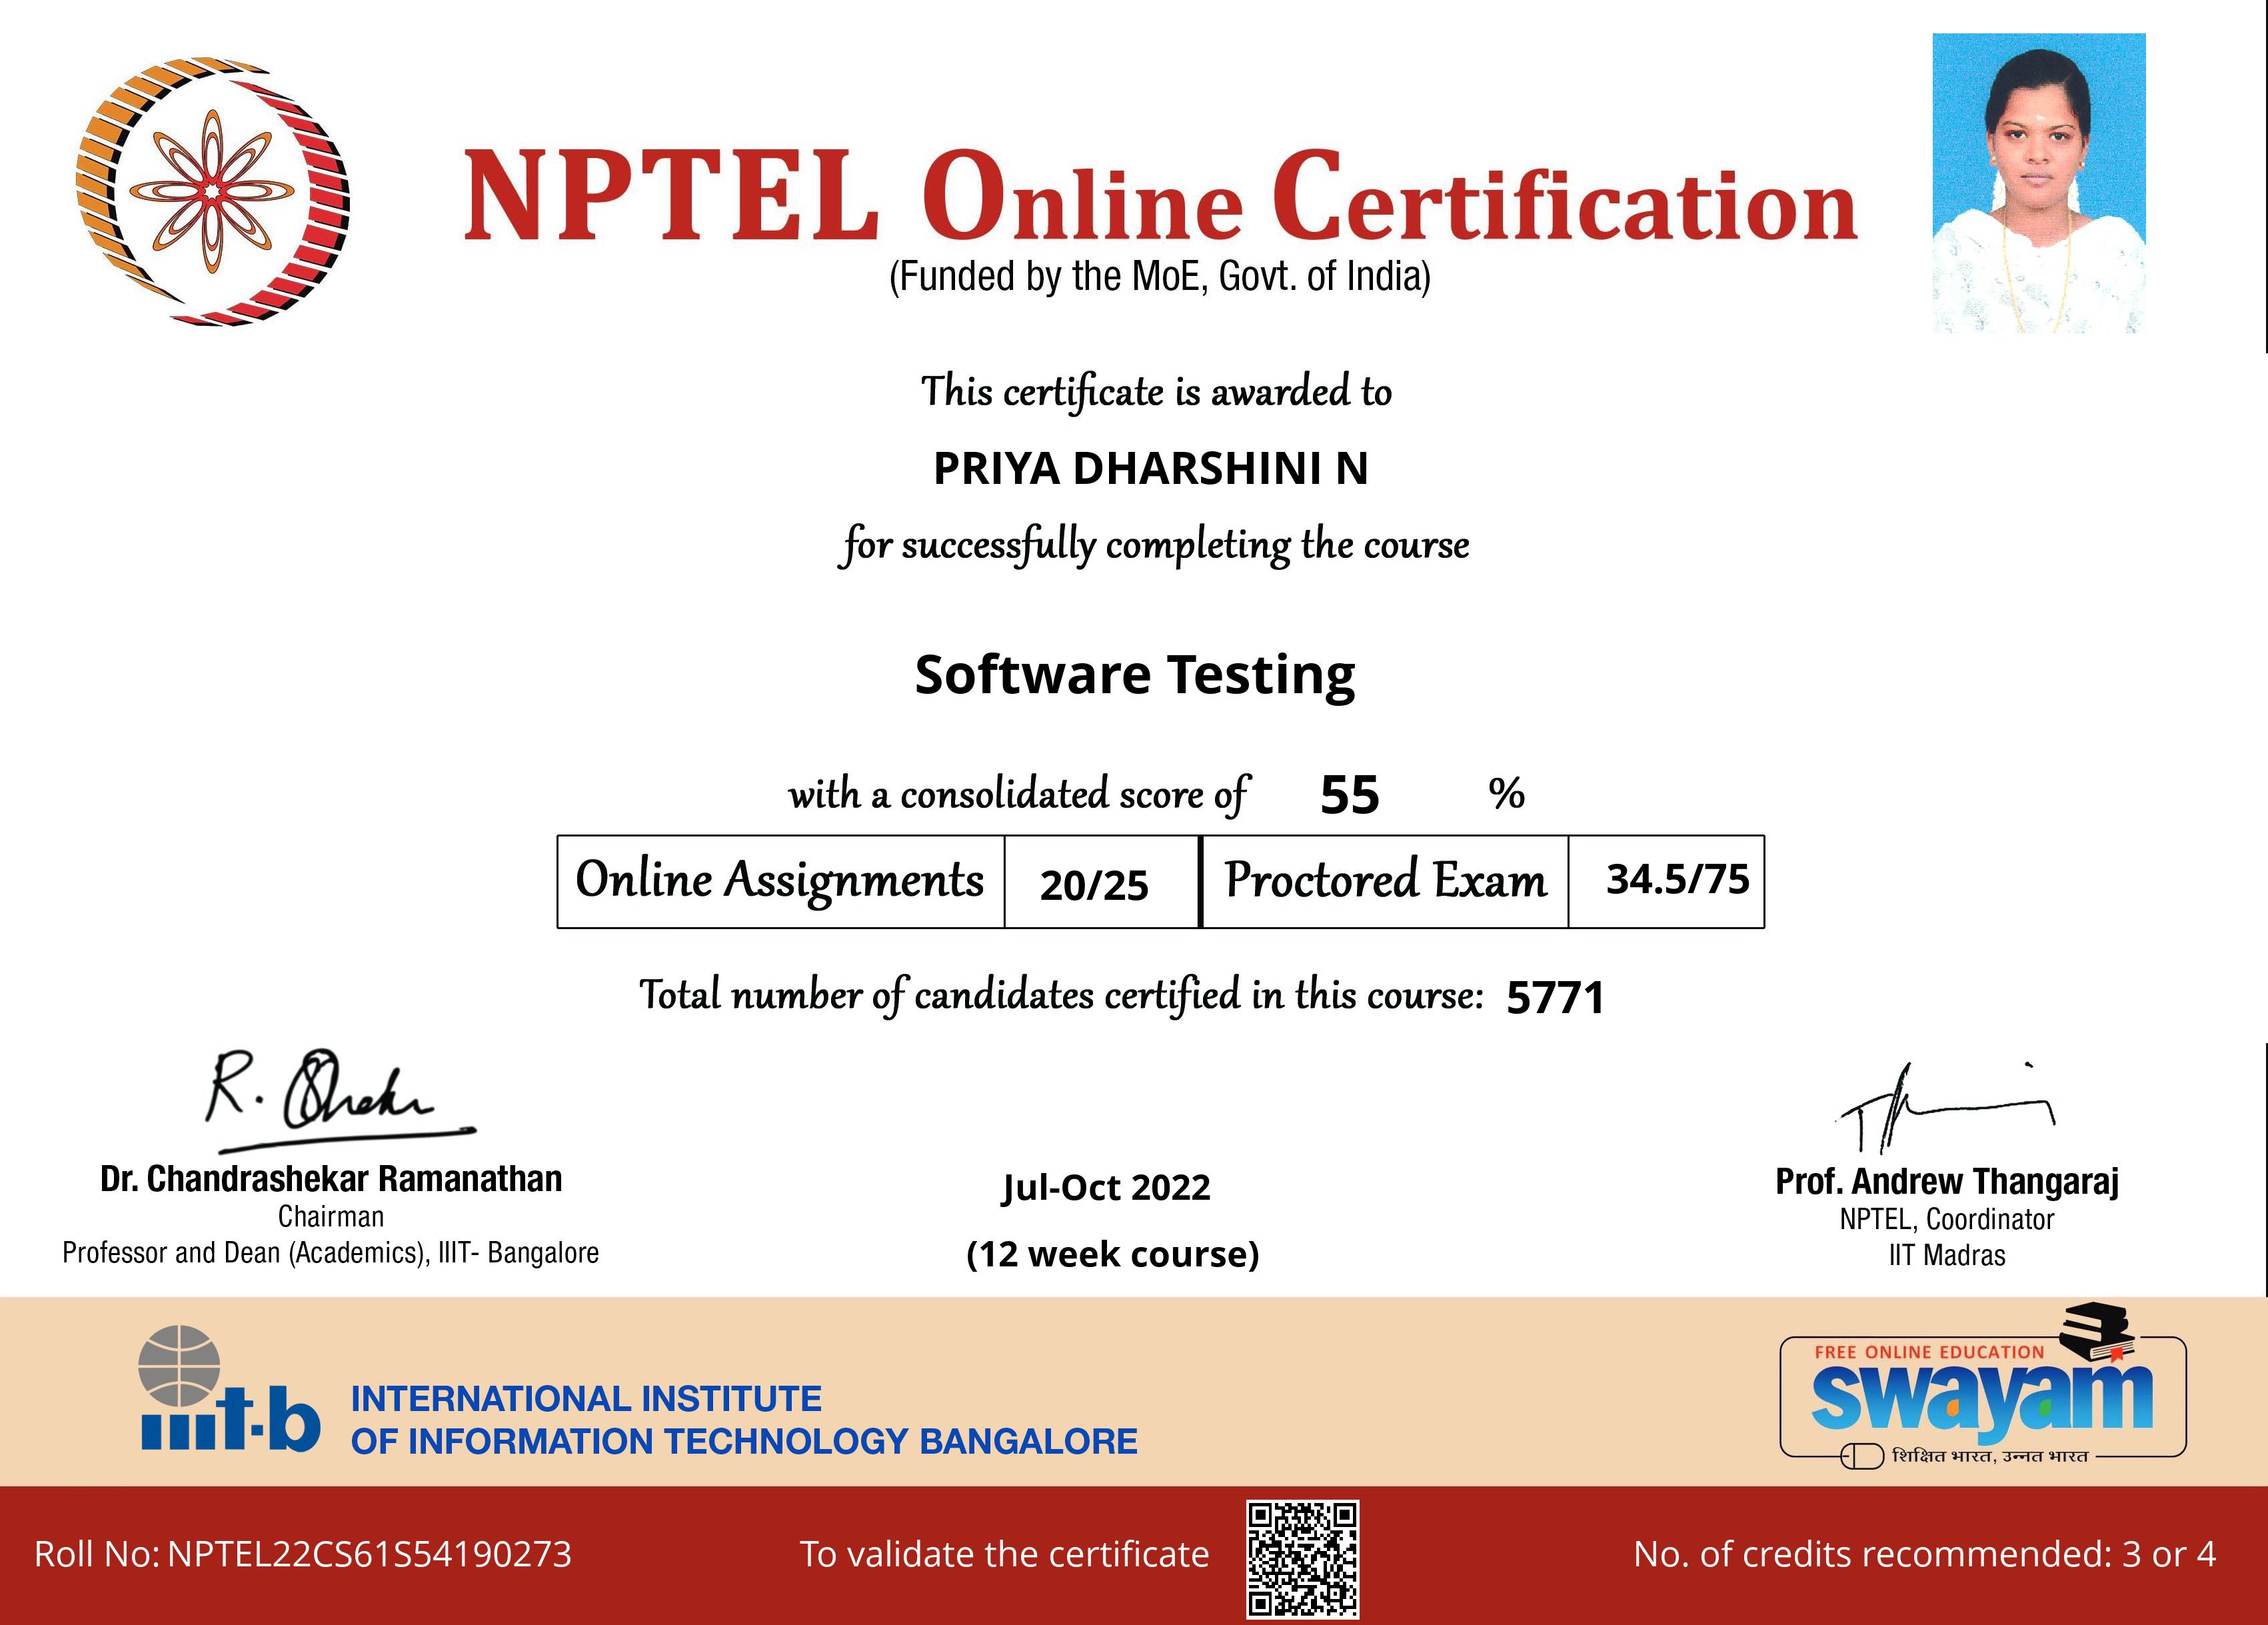 NPTEL Online Certification
(Funded by the MoE, Govt. of India)
This certificate is awarded to
PRIYA DHARSHINI N
for successfully completing the course
Software Testing
with a consolidated score of 55 %
Online Assignments 20/25 Proctored Exam 34.5/75
Total number of candidates certified in this course: 5771
R. Shekar
Dr. Chandrashekar Ramanathan
Chairman
Professor and Dean (Academics), IIIT- Bangalore
Jul-Oct 2022
(12 week course)
Prof. Andrew Thangaraj
NPTEL, Coordinator
IIT Madras
iiit-b
INTERNATIONAL INSTITUTE
OF INFORMATION TECHNOLOGY BANGALORE
FREE ONLINE EDUCATION
swayam
शिक्षित भारत, उन्नत भारत
Roll No: NPTEL22CS61S54190273
To validate the certificate
No. of credits recommended: 3 or 4